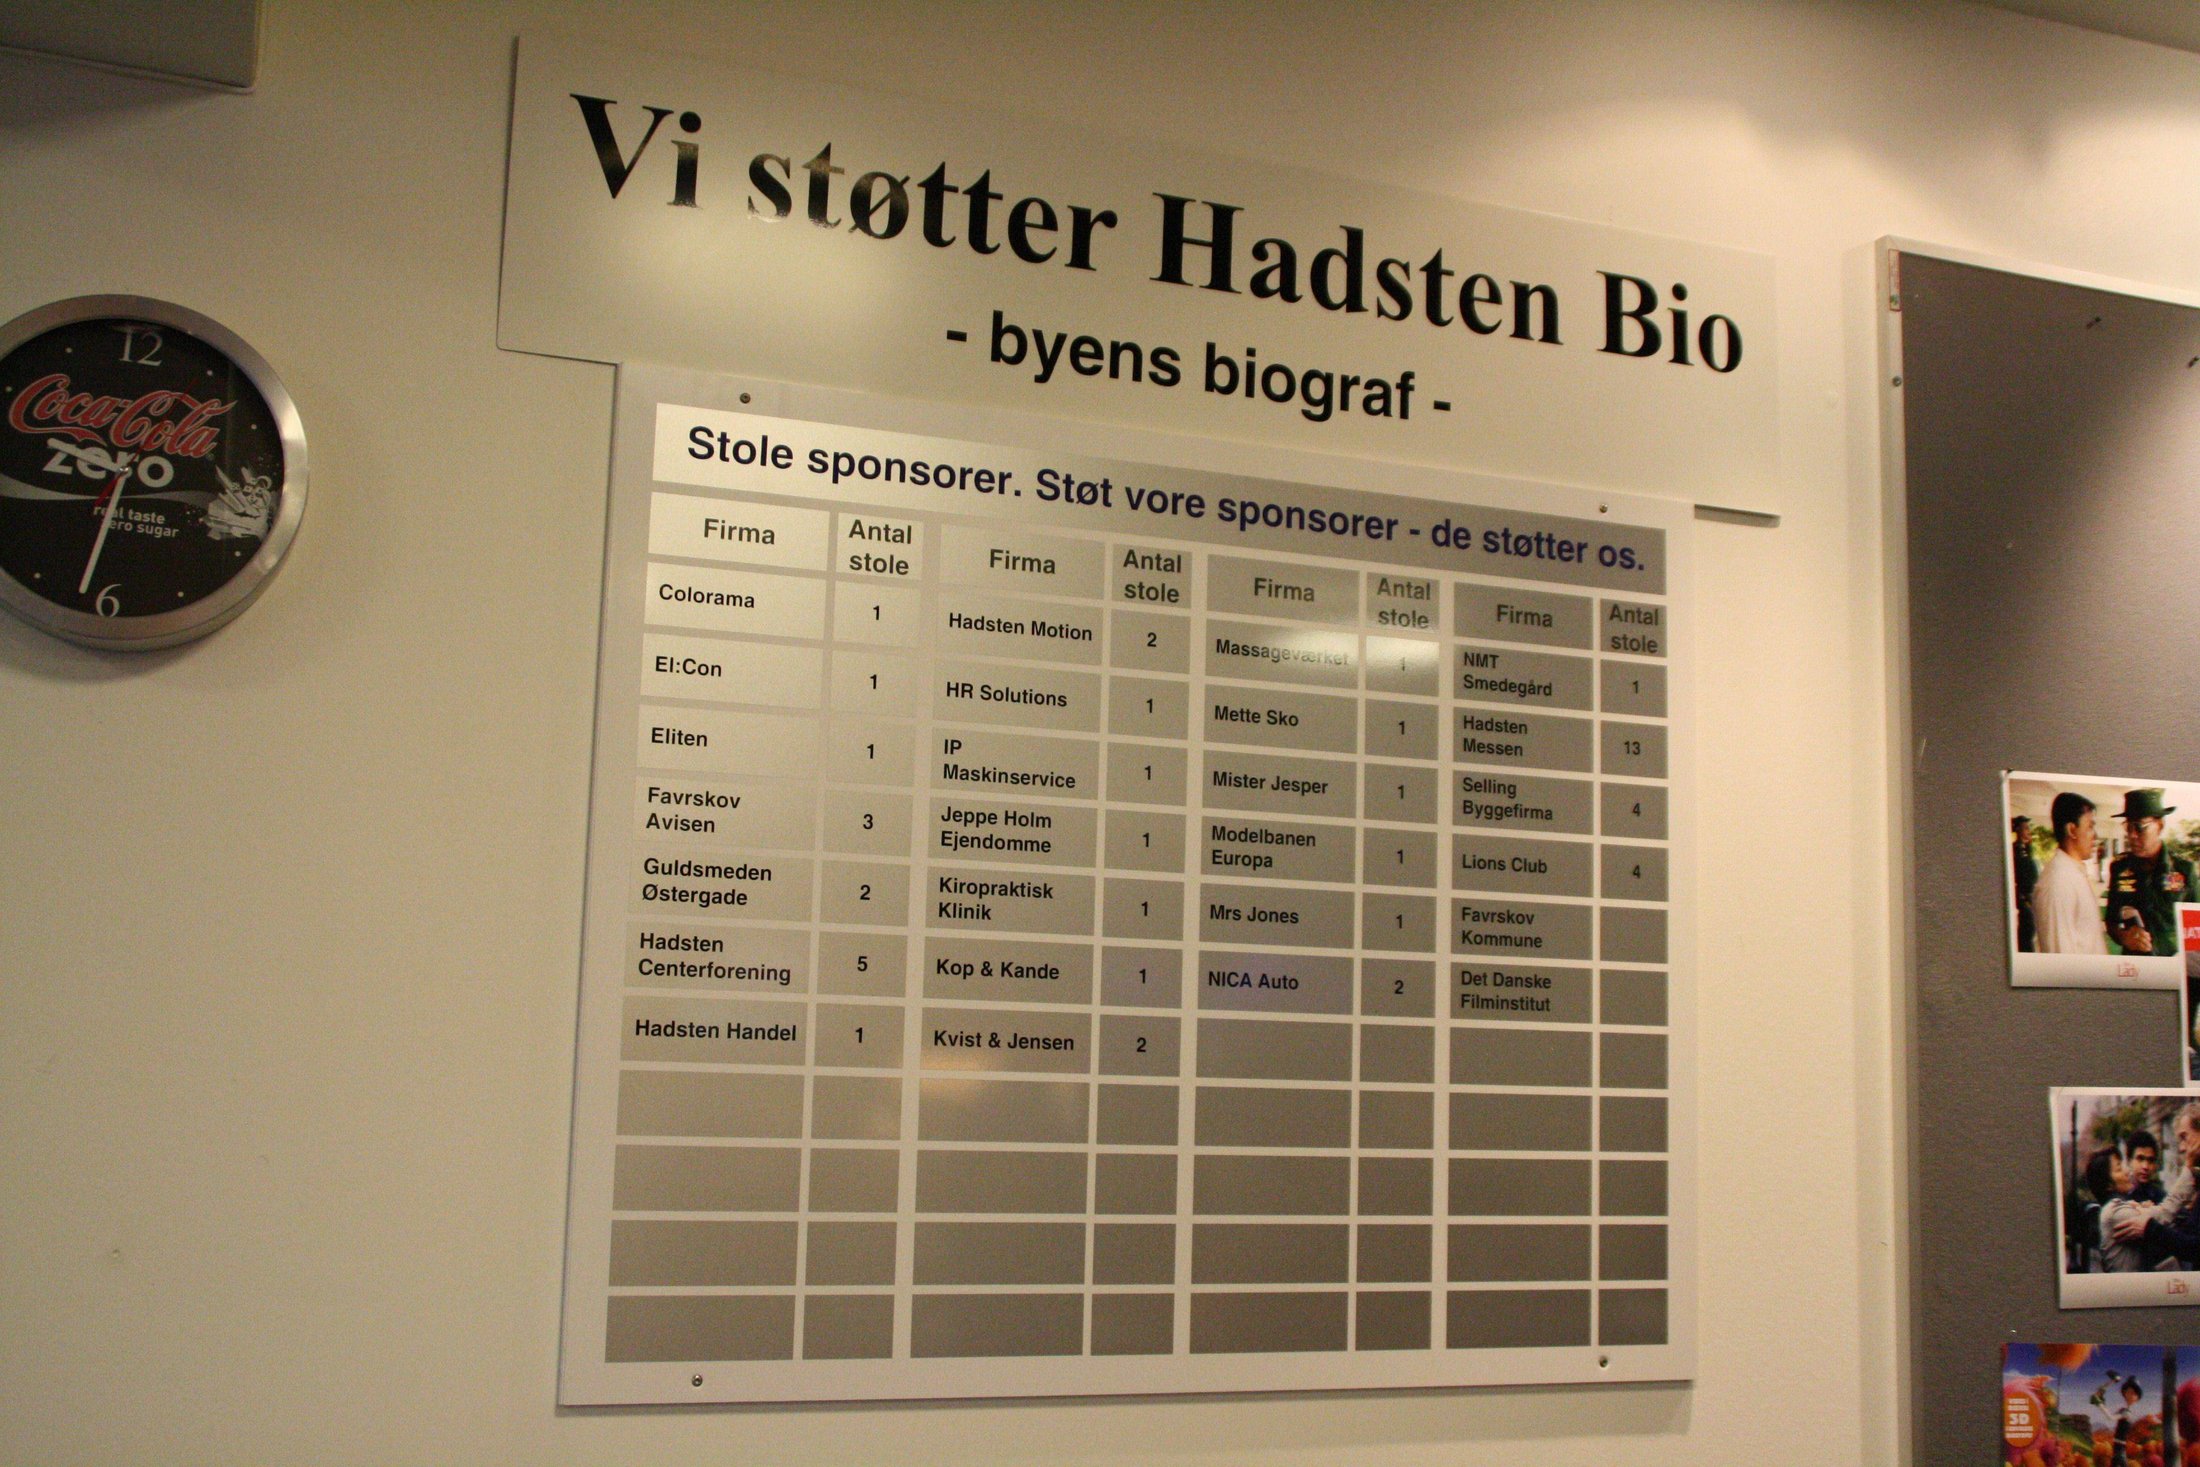 Vi støtter Hadsten Bio
- byens biograf -
Stole sponsorer. Støt vore sponsorer - de støtter os.
Firma
Antal
stole
Firma
Antal
stole
Firma
Antal
stole
Firma
Antal
stole
Colorama 1
El:Con 1
Eliten 1
Favrskov
Avisen 3
Guldsmeden
Østergade 2
Hadsten
Centerforening 5
Hadsten Handel 1
Hadsten Motion 2
HR Solutions 1
IP
Maskinservice 1
Jeppe Holm
Ejendomme 1
Kiropraktisk
Klinik 1
Kop & Kande 1
Kvist & Jensen 2
Massageværket 1
Mette Sko 1
Mister Jesper 1
Modelbanen
Europa 1
Mrs Jones 1
NICA Auto 2
NMT
Smedegård 1
Hadsten
Messen 13
Selling
Byggefirma 4
Lions Club 4
Favrskov
Kommune
Det Danske
Filminstitut
12
Coca-Cola
zero
real taste
zero sugar
6
Lady
Lady
3D